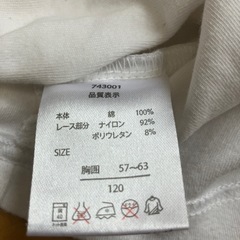 743001
品質表示
本体 綿 100%
レース部分 ナイロン 92%
ポリウレタン 8%
SIZE
胸囲 57～63
120